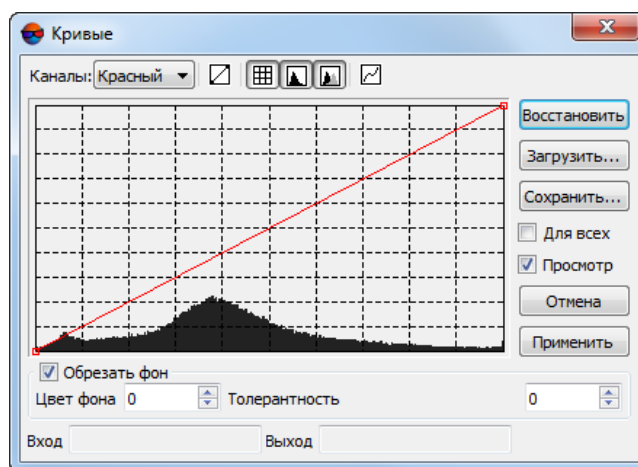 Кривые
Каналы: Красный
Восстановить
Загрузить...
Сохранить...
Для всех
Просмотр
Отмена
Применить
Обрезать фон
Цвет фона 0 Толерантность 0
Вход Выход